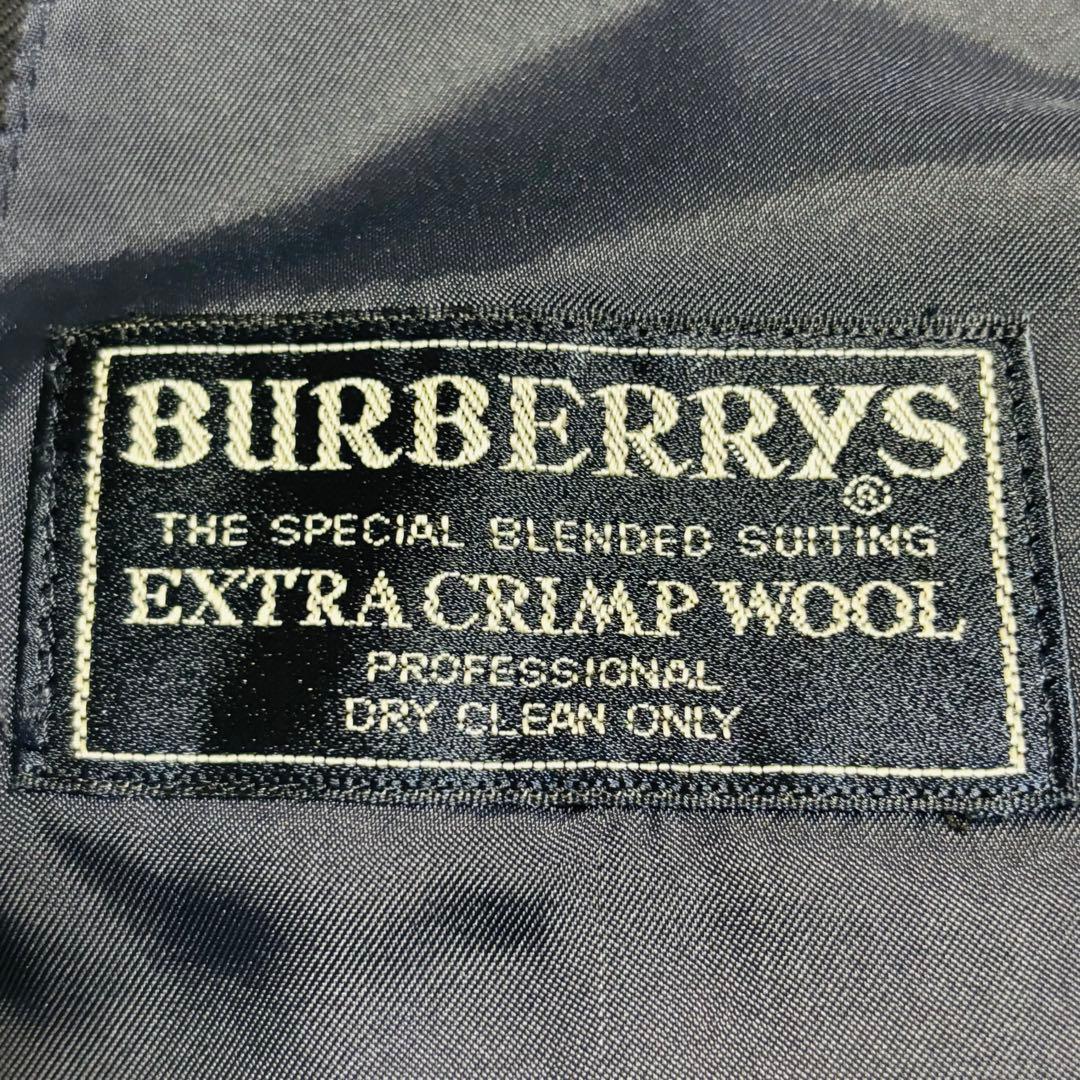 BURBERRYS
®
THE SPECIAL BLENDED SUITING
EXTRA CRIMP WOOL
PROFESSIONAL
DRY CLEAN ONLY